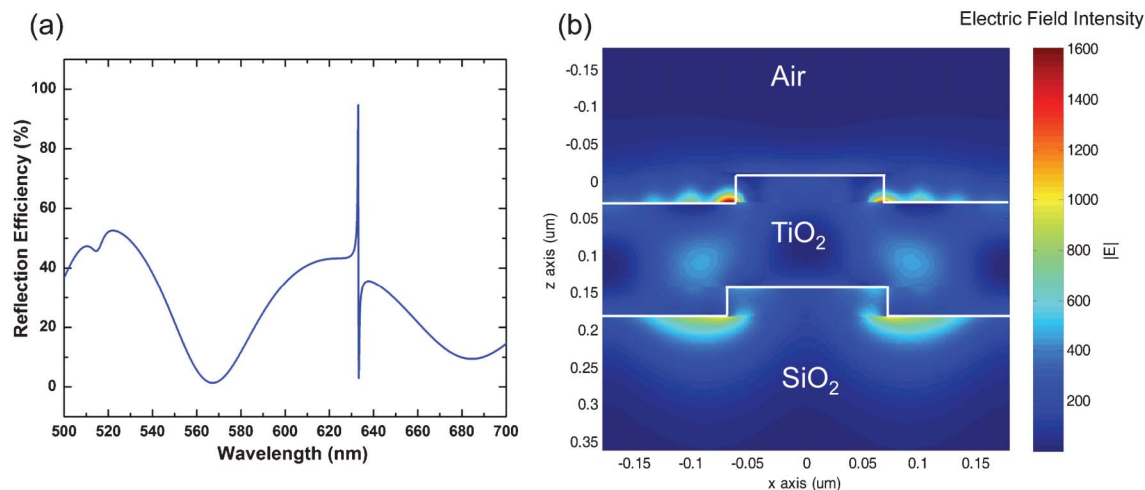 (a)
100
80
60
40
20
0
Reflection Efficiency (%)
500 520 540 560 580 600 620 640 660 680 700
Wavelength (nm)
(b)
Electric Field Intensity
-0.15
-0.1
-0.05
0
0.05
0.1
0.15
0.2
0.25
0.3
0.35
z axis (um)
Air
TiO2
SiO2
-0.15 -0.1 -0.05 0 0.05 0.1 0.15
x axis (um)
1600
1400
1200
1000
800
600
400
200
|E|